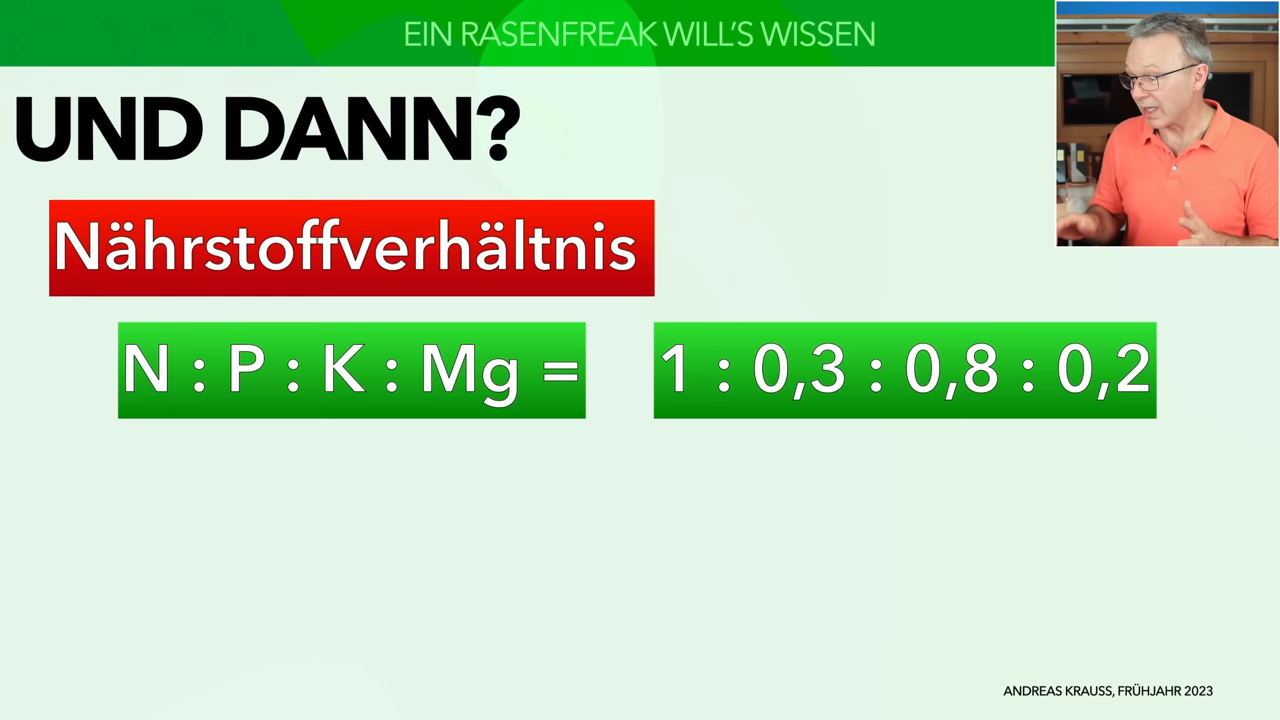 EIN RASENFREAK WILL'S WISSEN
UND DANN?
Nährstoffverhältnis
N : P : K : Mg = 1 : 0,3 : 0,8 : 0,2
ANDREAS KRAUSS, FRÜHJAHR 2023